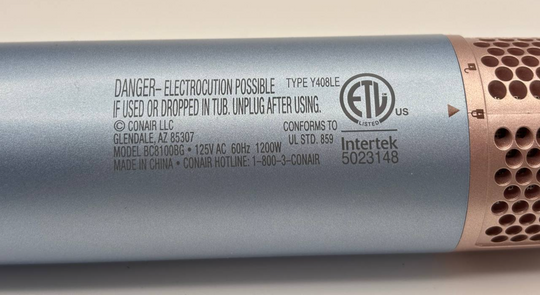 DANGER– ELECTROCUTION POSSIBLE TYPE Y408LE
IF USED OR DROPPED IN TUB. UNPLUG AFTER USING.
© CONAIR LLC CONFORMS TO
GLENDALE, AZ 85307 UL STD. 859
MODEL BC8100BG • 125V AC 60Hz 1200W
MADE IN CHINA • CONAIR HOTLINE: 1-800-3-CONAIR
ETL US
LISTED
Intertek
5023148